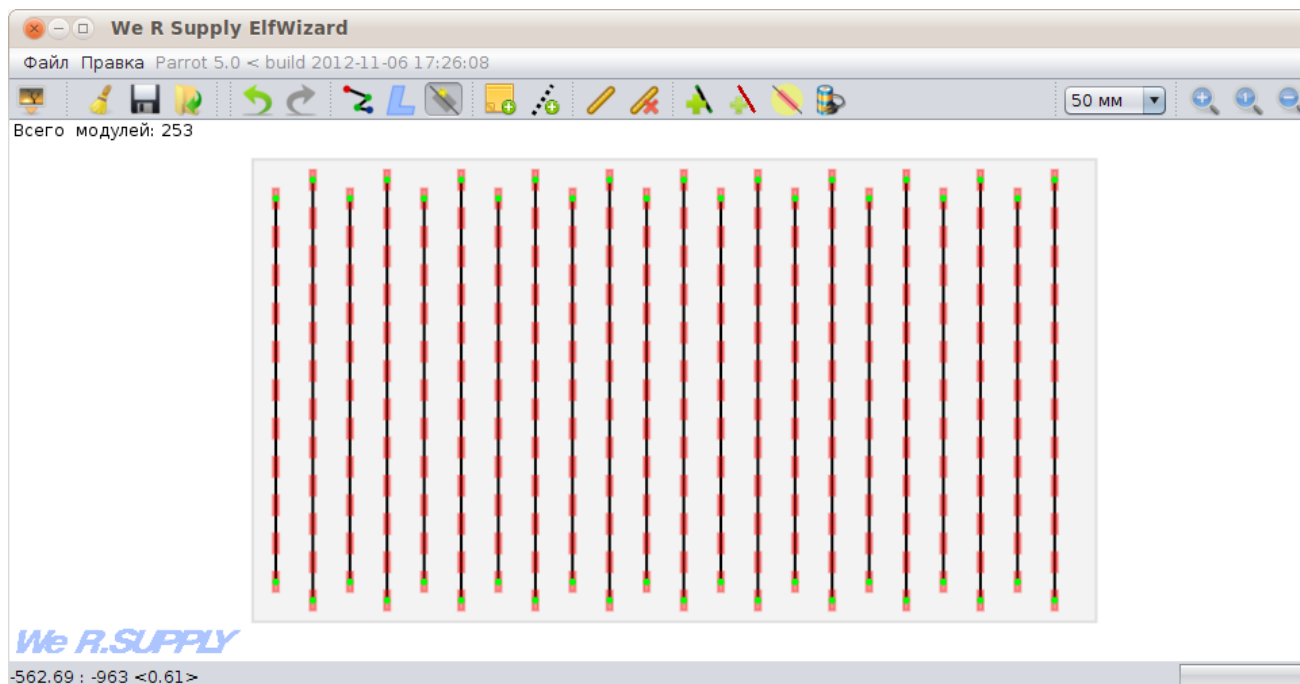 We R Supply ElfWizard
Файл Правка Parrot 5.0 < build 2012-11-06 17:26:08
50 мм
Всего модулей: 253
We R.SUPPLY
-562.69 : -963 <0.61>